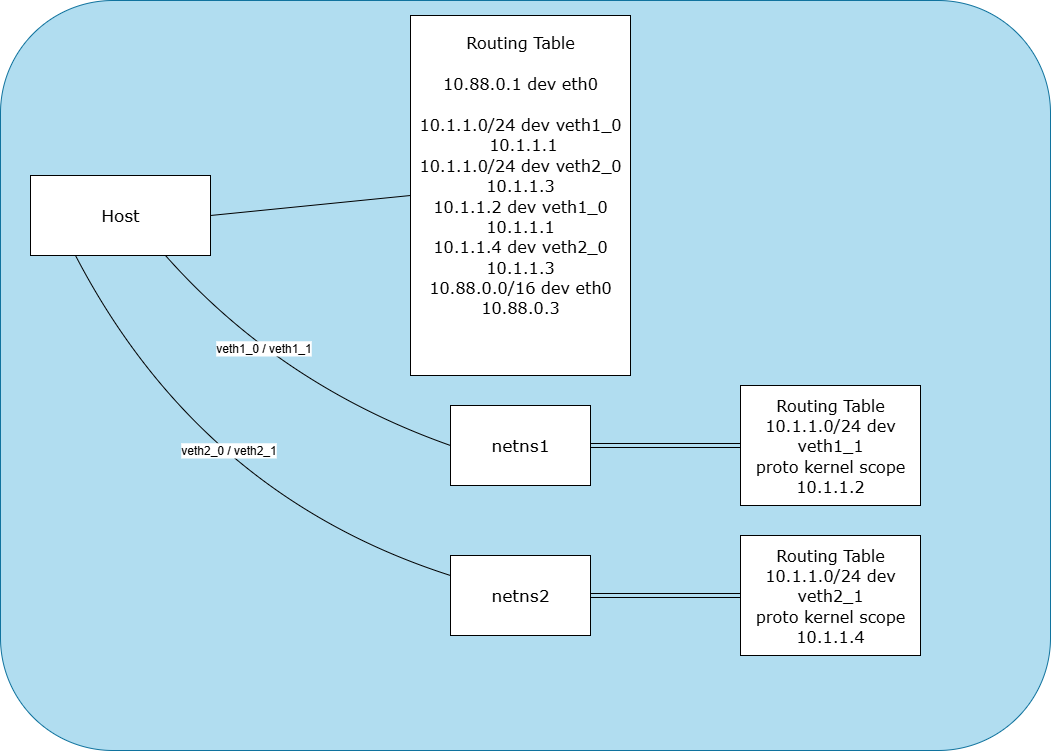 Routing Table
10.88.0.1 dev eth0
10.1.1.0/24 dev veth1_0
10.1.1.1
10.1.1.0/24 dev veth2_0
10.1.1.3
10.1.1.2 dev veth1_0
10.1.1.1
10.1.1.4 dev veth2_0
10.1.1.3
10.88.0.0/16 dev eth0
10.88.0.3
Host
veth1_0 / veth1_1
veth2_0 / veth2_1
netns1
Routing Table
10.1.1.0/24 dev
veth1_1
proto kernel scope
10.1.1.2
netns2
Routing Table
10.1.1.0/24 dev
veth2_1
proto kernel scope
10.1.1.4